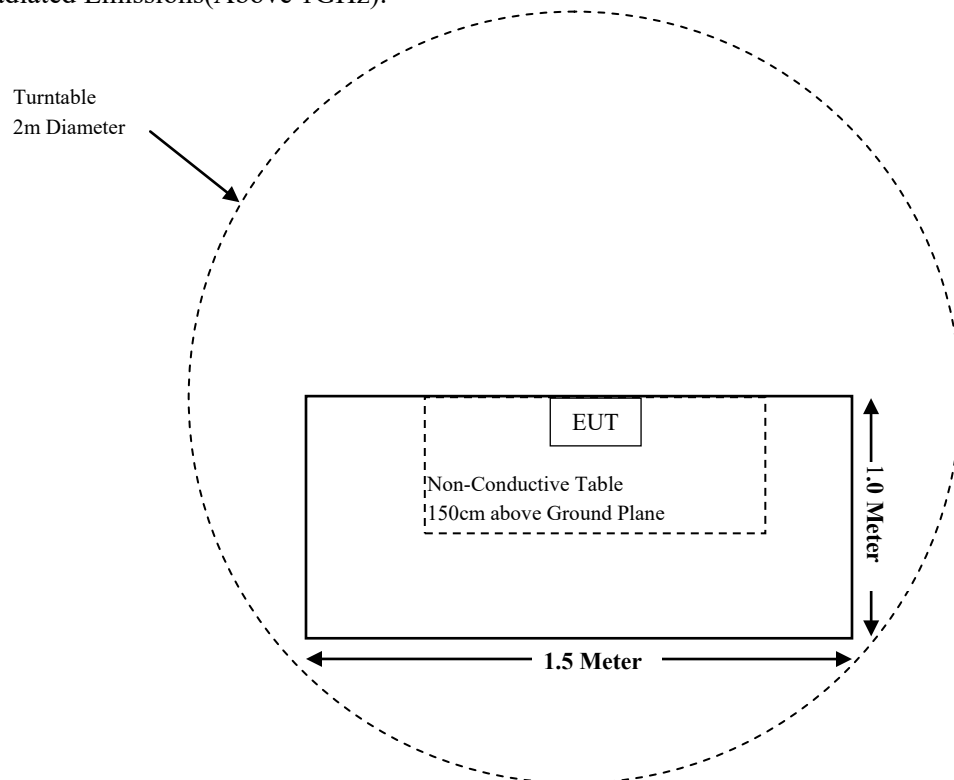 adiated Emissions(Above 1GHz):
Turntable
2m Diameter
EUT
Non-Conductive Table
150cm above Ground Plane
1.0 Meter
1.5 Meter